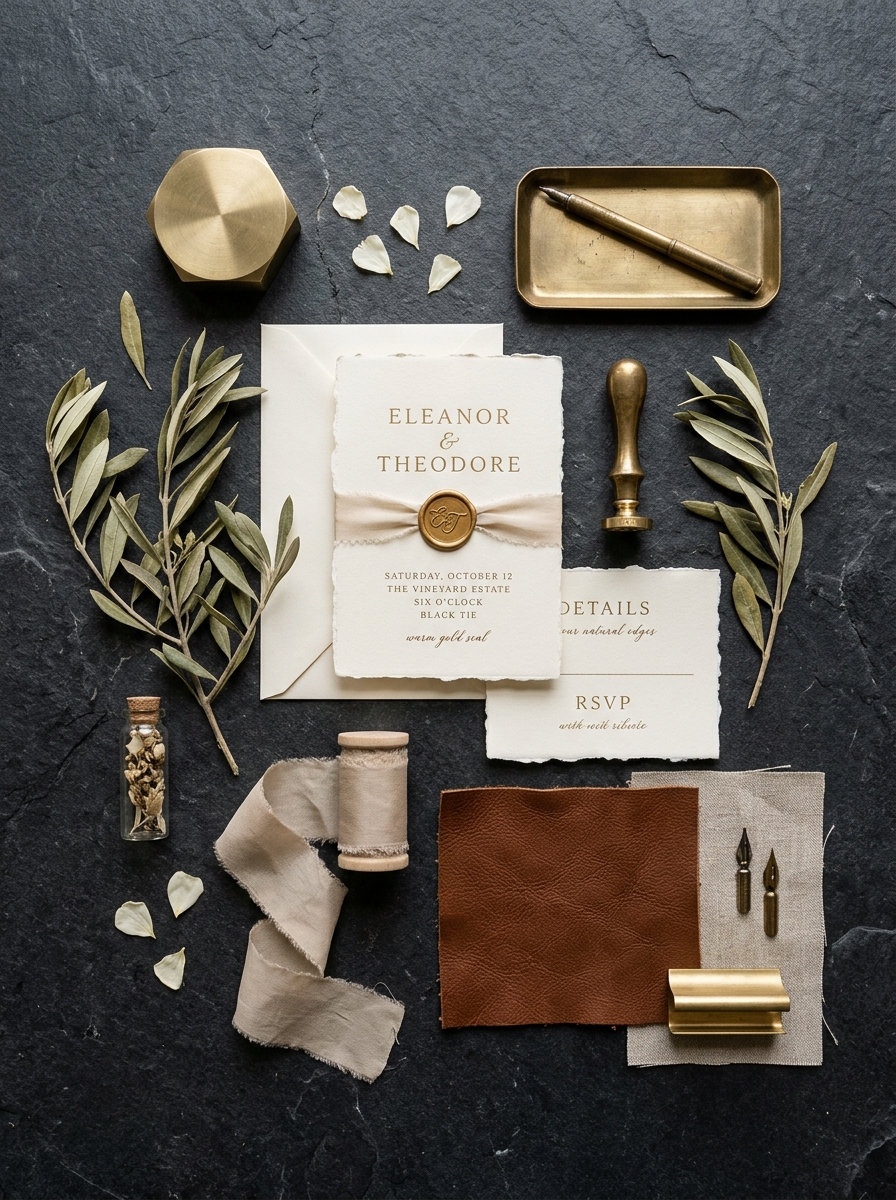 ELEANOR
&
THEODORE
E&T
SATURDAY, OCTOBER 12
THE VINEYARD ESTATE
SIX O'CLOCK
BLACK TIE
warm gold seal
DETAILS
our natural edges
RSVP
with